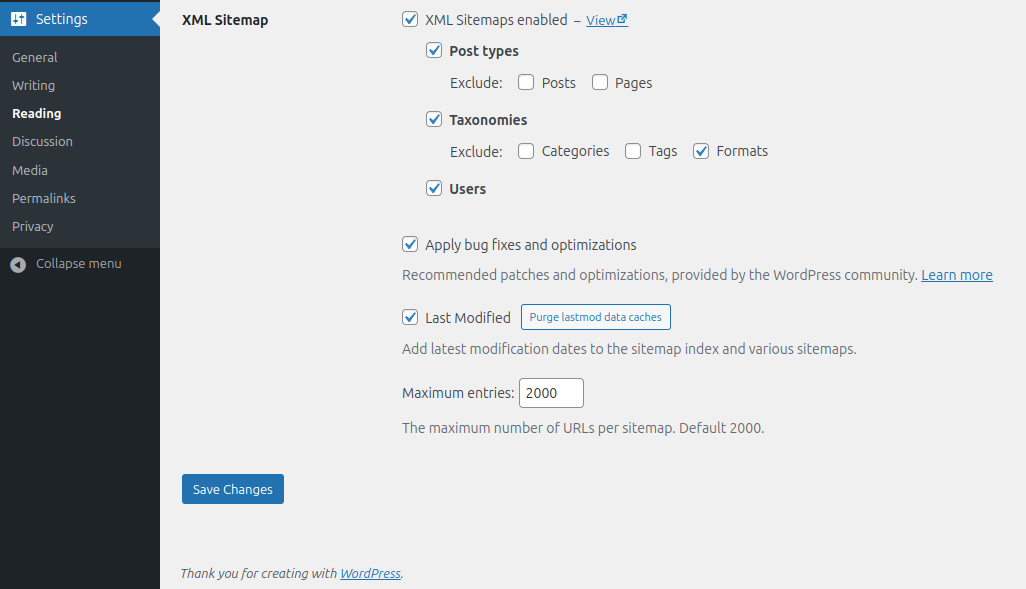 Settings
General
Writing
Reading
Discussion
Media
Permalinks
Privacy
Collapse menu
XML Sitemap
XML Sitemaps enabled – View
Post types
Exclude: Posts Pages
Taxonomies
Exclude: Categories Tags Formats
Users
Apply bug fixes and optimizations
Recommended patches and optimizations, provided by the WordPress community. Learn more
Last Modified Purge lastmod data caches
Add latest modification dates to the sitemap index and various sitemaps.
Maximum entries: 2000
The maximum number of URLs per sitemap. Default 2000.
Save Changes
Thank you for creating with WordPress.